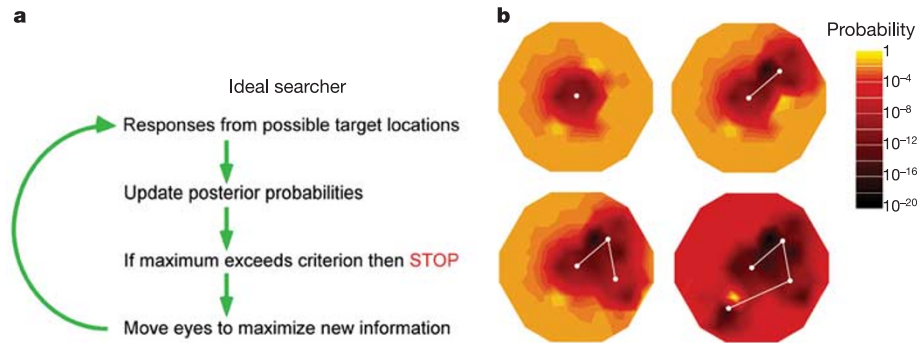 a
Ideal searcher
Responses from possible target locations
Update posterior probabilities
If maximum exceeds criterion then STOP
Move eyes to maximize new information
b
Probability
1
10⁻⁴
10⁻⁸
10⁻¹²
10⁻¹⁶
10⁻²⁰